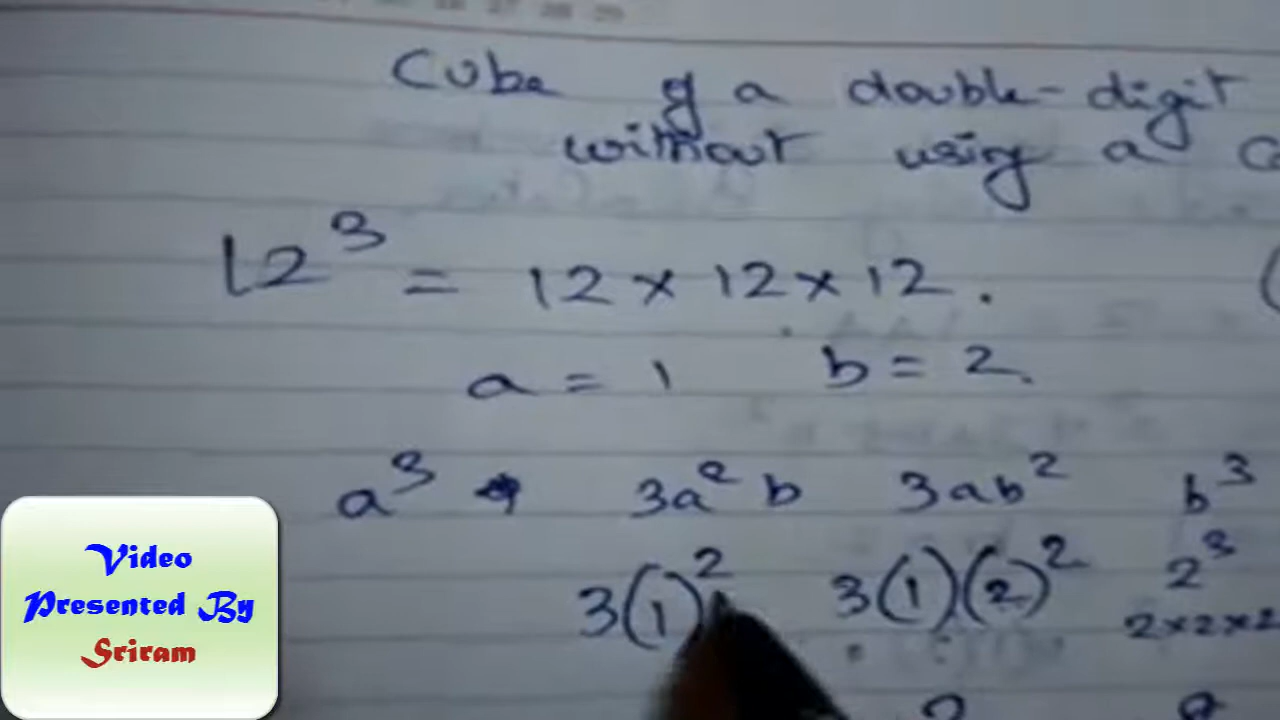 Cube of a double-digit
without using a
12³ = 12 × 12 × 12.
a = 1 b = 2.
a³ 3a²b 3ab² b³
3(1)² 3(1)(2)² 2³
2×2×2
Video
Presented By
Sriram